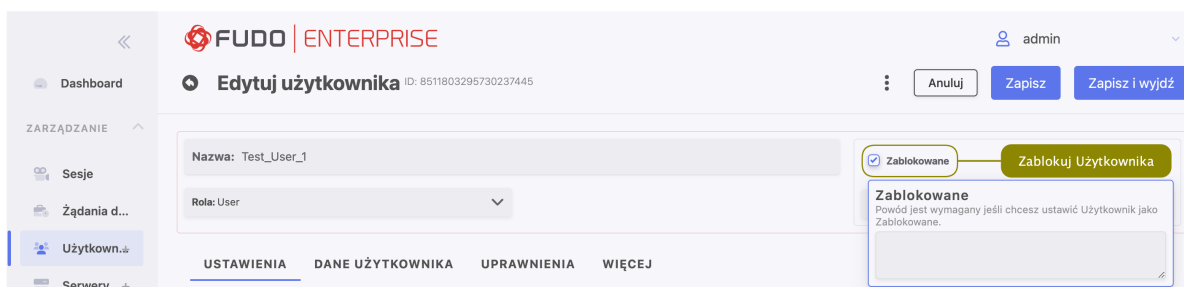 FUDO ENTERPRISE
admin
Dashboard
Edytuj użytkownika ID: 8511803295730237445
Anuluj
Zapisz
Zapisz i wyjdź
ZARZĄDZANIE
Nazwa: Test_User_1
Zablokowane
Zablokuj Użytkownika
Sesje
Rola: User
Zablokowane
Powód jest wymagany jeśli chcesz ustawić Użytkownik jako
Zablokowane.
Żądania d...
Użytkown...
USTAWIENIA
DANE UŻYTKOWNIKA
UPRAWNIENIA
WIĘCEJ
Serwery